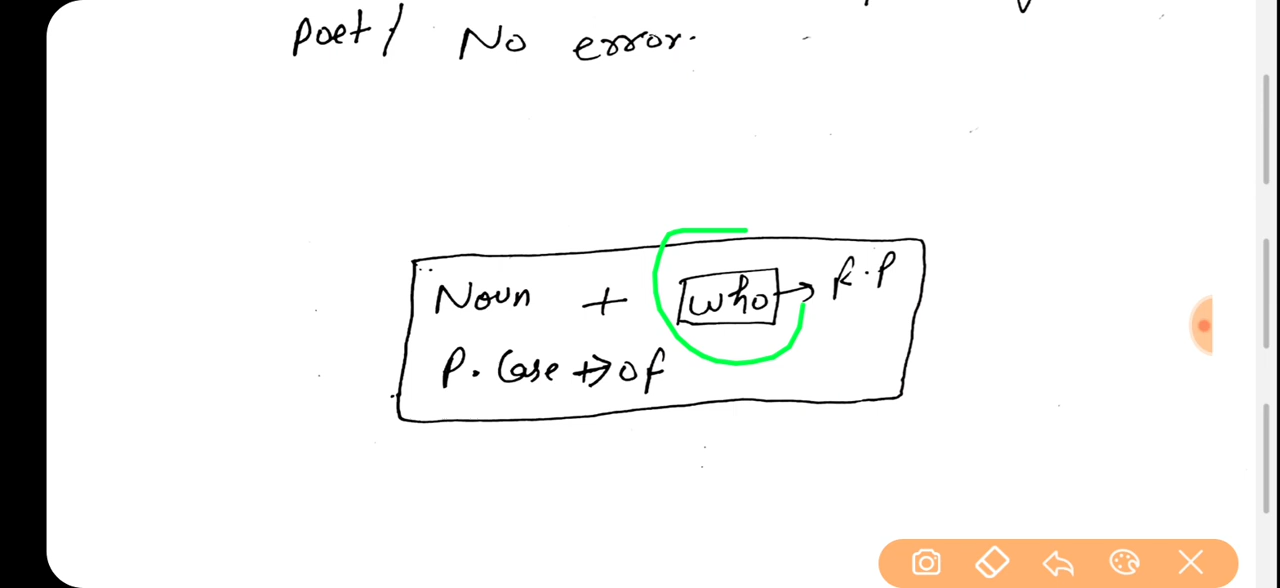 Poet / No error.
Noun + who → R.P
P. Case +→ of